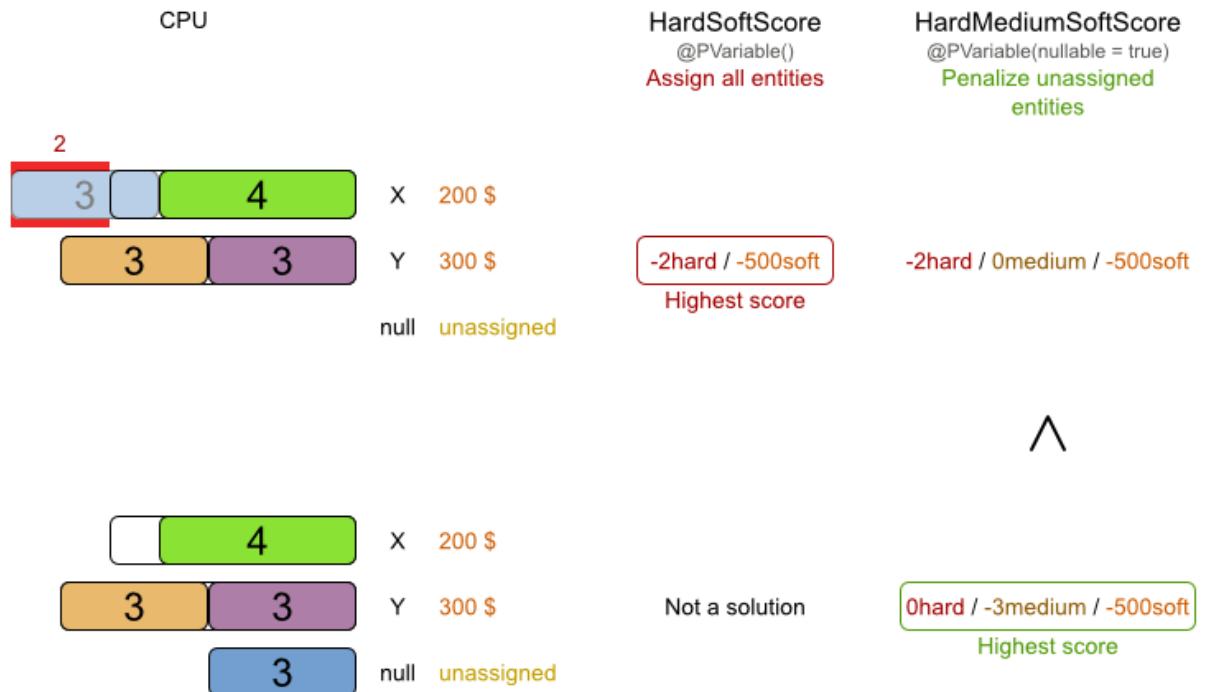 CPU
HardSoftScore
@PVariable()
Assign all entities
HardMediumSoftScore
@PVariable(nullable = true)
Penalize unassigned
entities
2
3
4
X
200 $
3
3
Y
300 $
-2hard / -500soft
-2hard / 0medium / -500soft
Highest score
null
unassigned
<
4
X
200 $
3
3
Y
300 $
Not a solution
0hard / -3medium / -500soft
Highest score
3
null
unassigned